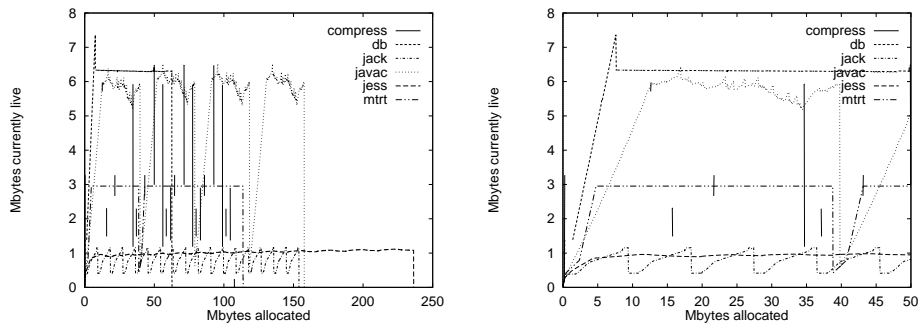 8
7
6
5
4
3
2
1
0
Mbytes currently live
0 50 100 150 200 250
Mbytes allocated
compress
db
jack
javac
jess
mtrt
8
7
6
5
4
3
2
1
0
Mbytes currently live
0 5 10 15 20 25 30 35 40 45 50
Mbytes allocated
compress
db
jack
javac
jess
mtrt